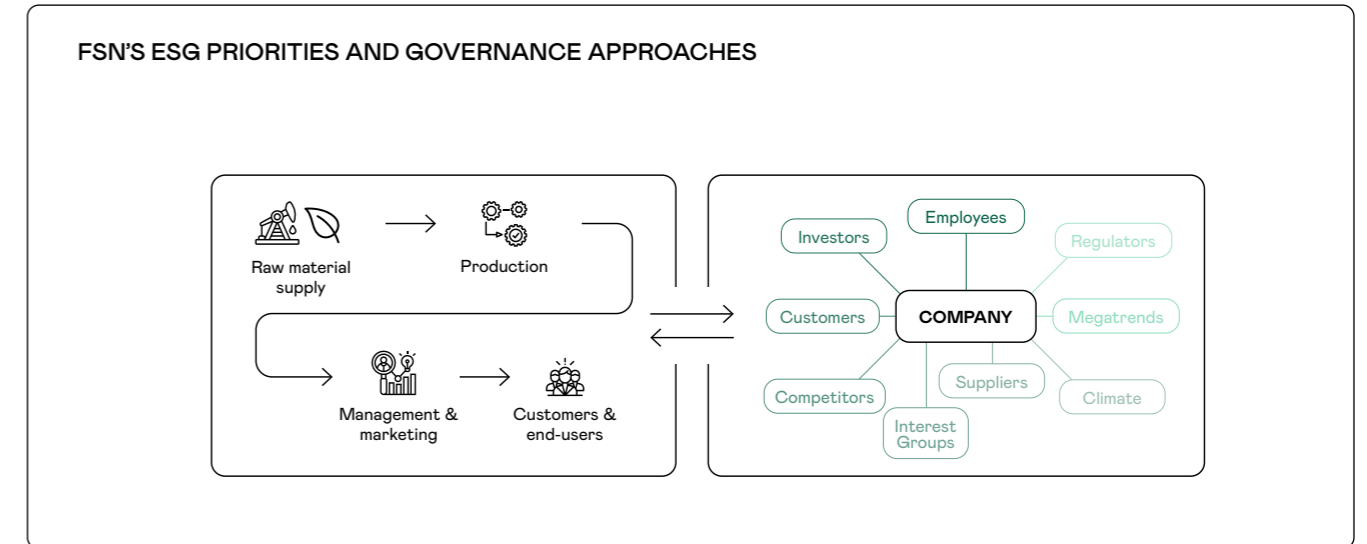 FSN'S ESG PRIORITIES AND GOVERNANCE APPROACHES
Raw material
supply
Production
Management &
marketing
Customers &
end-users
Employees
Investors
Regulators
Customers
COMPANY
Megatrends
Suppliers
Competitors
Climate
Interest
Groups